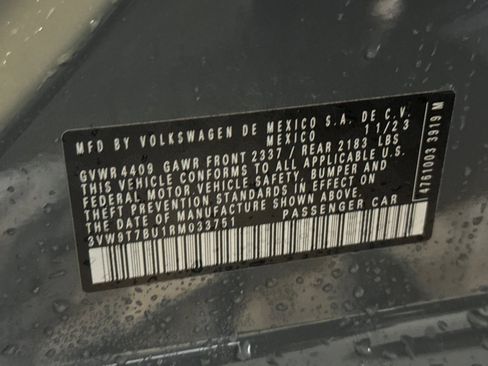 MFD BY VOLKSWAGEN DE MEXICO S.A. DE C.V.
MEXICO 11/23
GVWR 4409 GAWR FRONT 2337 / REAR 2183 LBS
THIS VEHICLE CONFORMS TO ALL APPLICABLE U.S.
FEDERAL MOTOR VEHICLE SAFETY, BUMPER AND
THEFT PREVENTION STANDARDS IN EFFECT ON
THE DATE OF MANUFACTURE SHOWN ABOVE.
3VW9T7BU1RM033751 PASSENGER CAR
4761009 3919 M